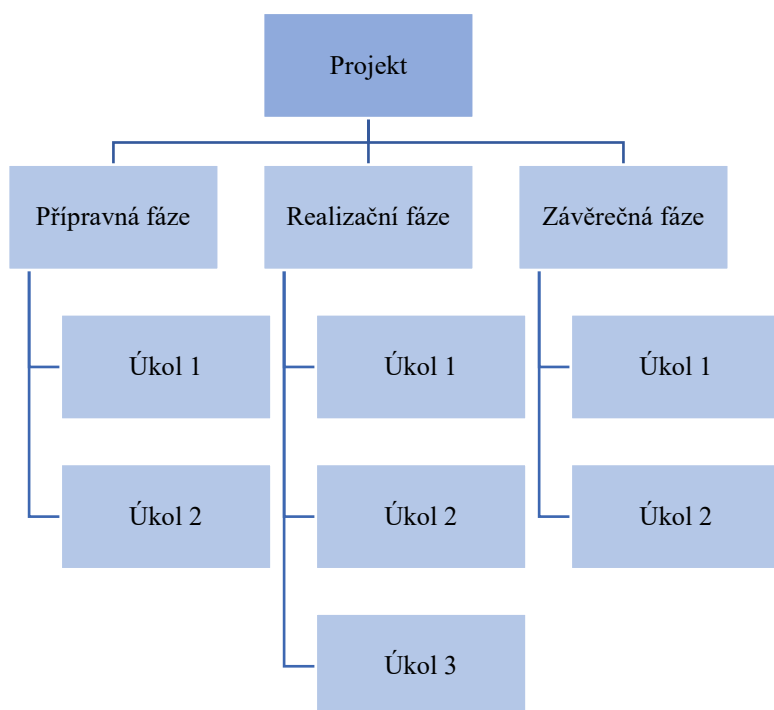 Projekt
Přípravná fáze
Realizační fáze
Závěrečná fáze
Úkol 1
Úkol 1
Úkol 1
Úkol 2
Úkol 2
Úkol 2
Úkol 3